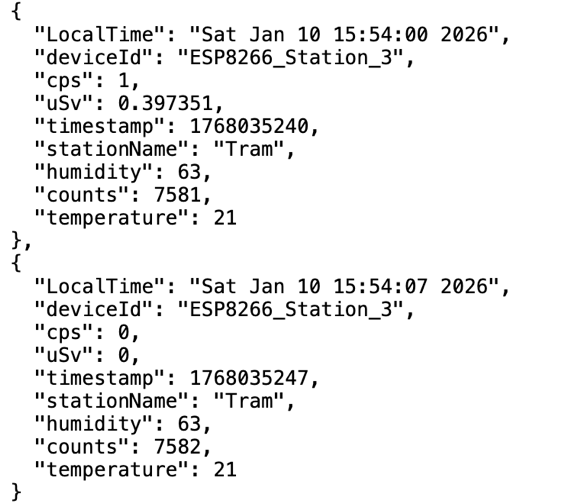 {
  "LocalTime": "Sat Jan 10 15:54:00 2026",
  "deviceId": "ESP8266_Station_3",
  "cps": 1,
  "uSv": 0.397351,
  "timestamp": 1768035240,
  "stationName": "Tram",
  "humidity": 63,
  "counts": 7581,
  "temperature": 21
},
{
  "LocalTime": "Sat Jan 10 15:54:07 2026",
  "deviceId": "ESP8266_Station_3",
  "cps": 0,
  "uSv": 0,
  "timestamp": 1768035247,
  "stationName": "Tram",
  "humidity": 63,
  "counts": 7582,
  "temperature": 21
}